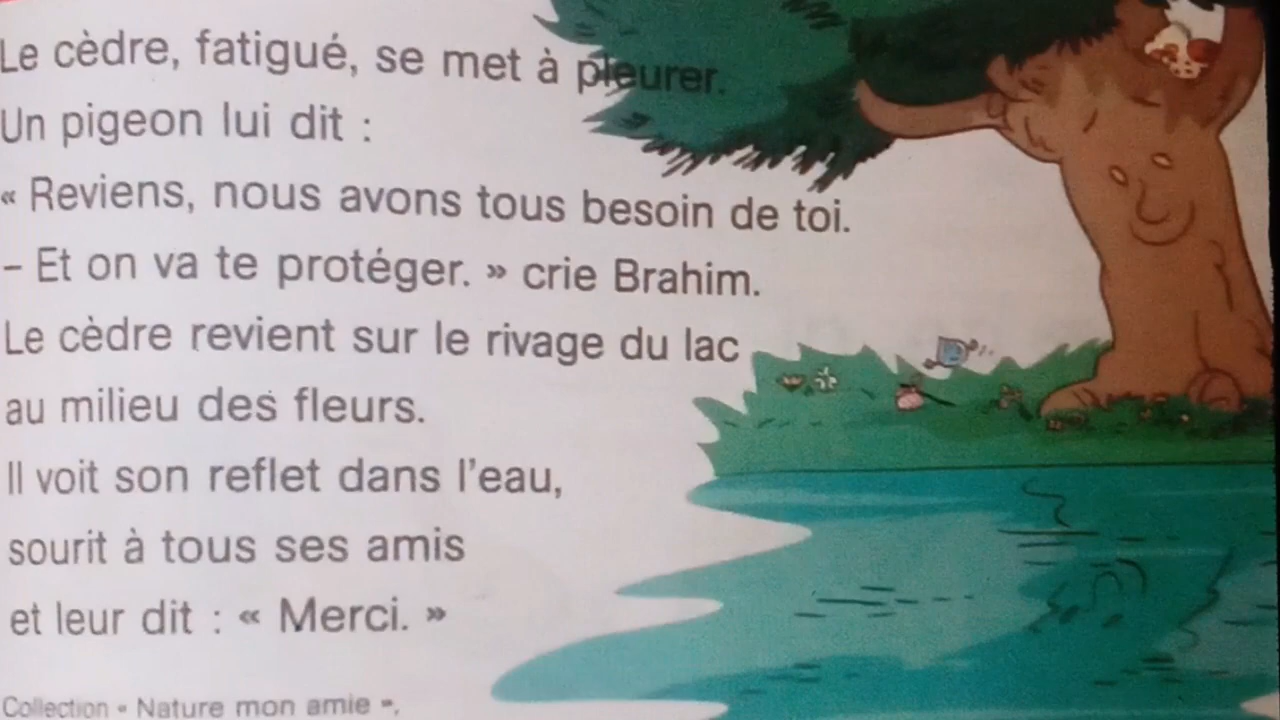 Le cèdre, fatigué, se met à pleurer.
Un pigeon lui dit :
« Reviens, nous avons tous besoin de toi.
– Et on va te protéger. » crie Brahim.
Le cèdre revient sur le rivage du lac
au milieu des fleurs.
Il voit son reflet dans l'eau,
sourit à tous ses amis
et leur dit : « Merci. »
Collection « Nature mon amie »,